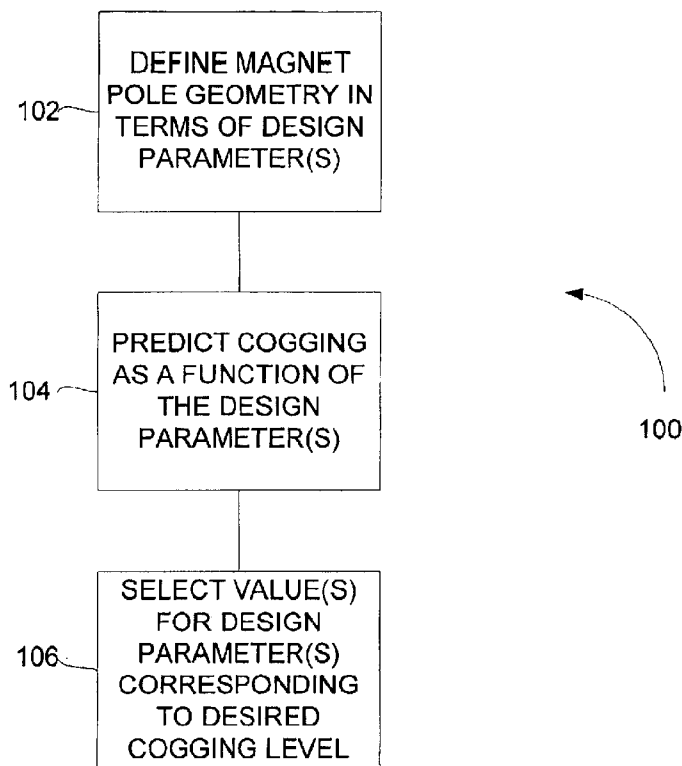 DEFINE MAGNET
POLE GEOMETRY IN
TERMS OF DESIGN
PARAMETER(S)
102
PREDICT COGGING
AS A FUNCTION OF
THE DESIGN
PARAMETER(S)
104
100
SELECT VALUE(S)
FOR DESIGN
PARAMETER(S)
CORRESPONDING
TO DESIRED
COGGING LEVEL
106